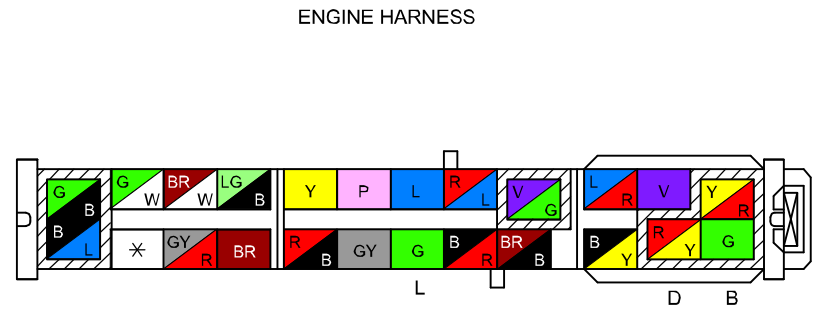 ENGINE HARNESS
G B G W BR W LG B Y P L R L V G L R V Y R
B L * GY R BR R B GY G B R BR B B Y R Y G
L D B